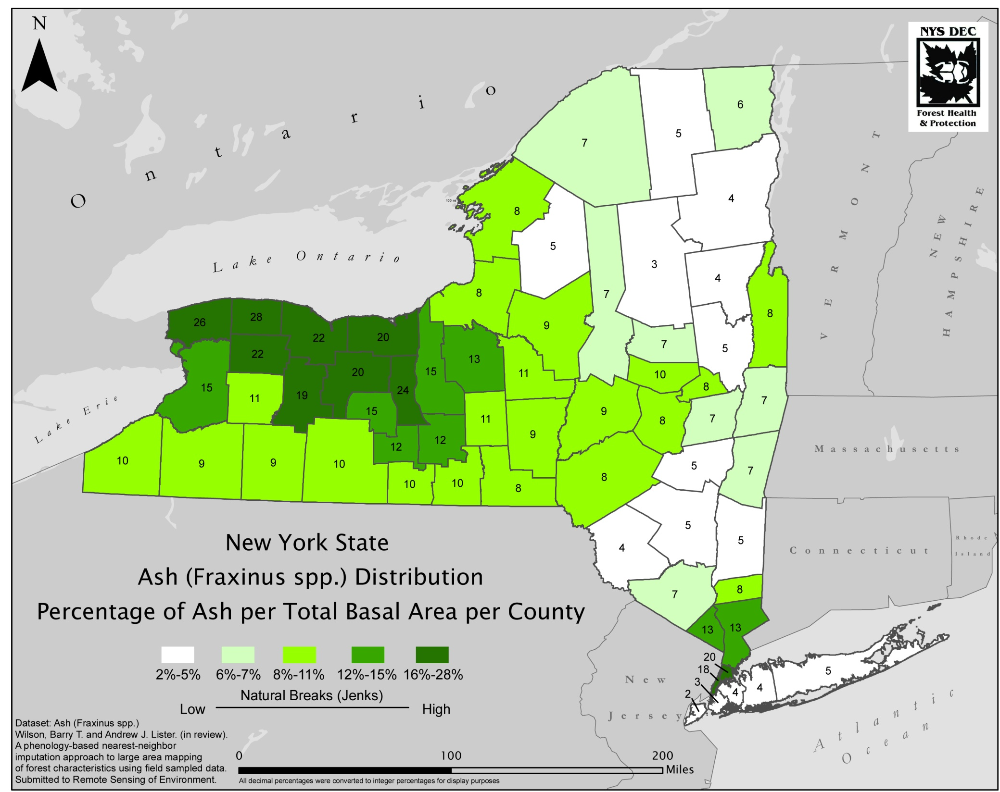 N
NYS DEC
Forest Health
& Protection
Ontario
Lake Ontario
Lake Erie
VERMONT
NEW
HAMPSHIRE
Massachusetts
Connecticut
Rhode
Island
New
Jersey
Atlantic
Ocean
100 mi
6
7
5
4
8
5
3
4
8
7
8
9
7
5
8
26
28
22
20
22
20
24
15
13
11
15
11
19
15
12
12
11
9
10
8
9
8
7
7
10
9
9
10
10
10
8
8
5
7
4
5
5
7
8
13
13
20
18
3
2
4
4
5
New York State
Ash (Fraxinus spp.) Distribution
Percentage of Ash per Total Basal Area per County
2%-5% 6%-7% 8%-11% 12%-15% 16%-28%
Natural Breaks (Jenks)
Low High
Dataset: Ash (Fraxinus spp.)
Wilson, Barry T. and Andrew J. Lister. (in review).
A phenology-based nearest-neighbor
imputation approach to large area mapping
of forest characteristics using field sampled data.
Submitted to Remote Sensing of Environment.
0 100 200
Miles
All decimal percentages were converted to integer percentages for display purposes